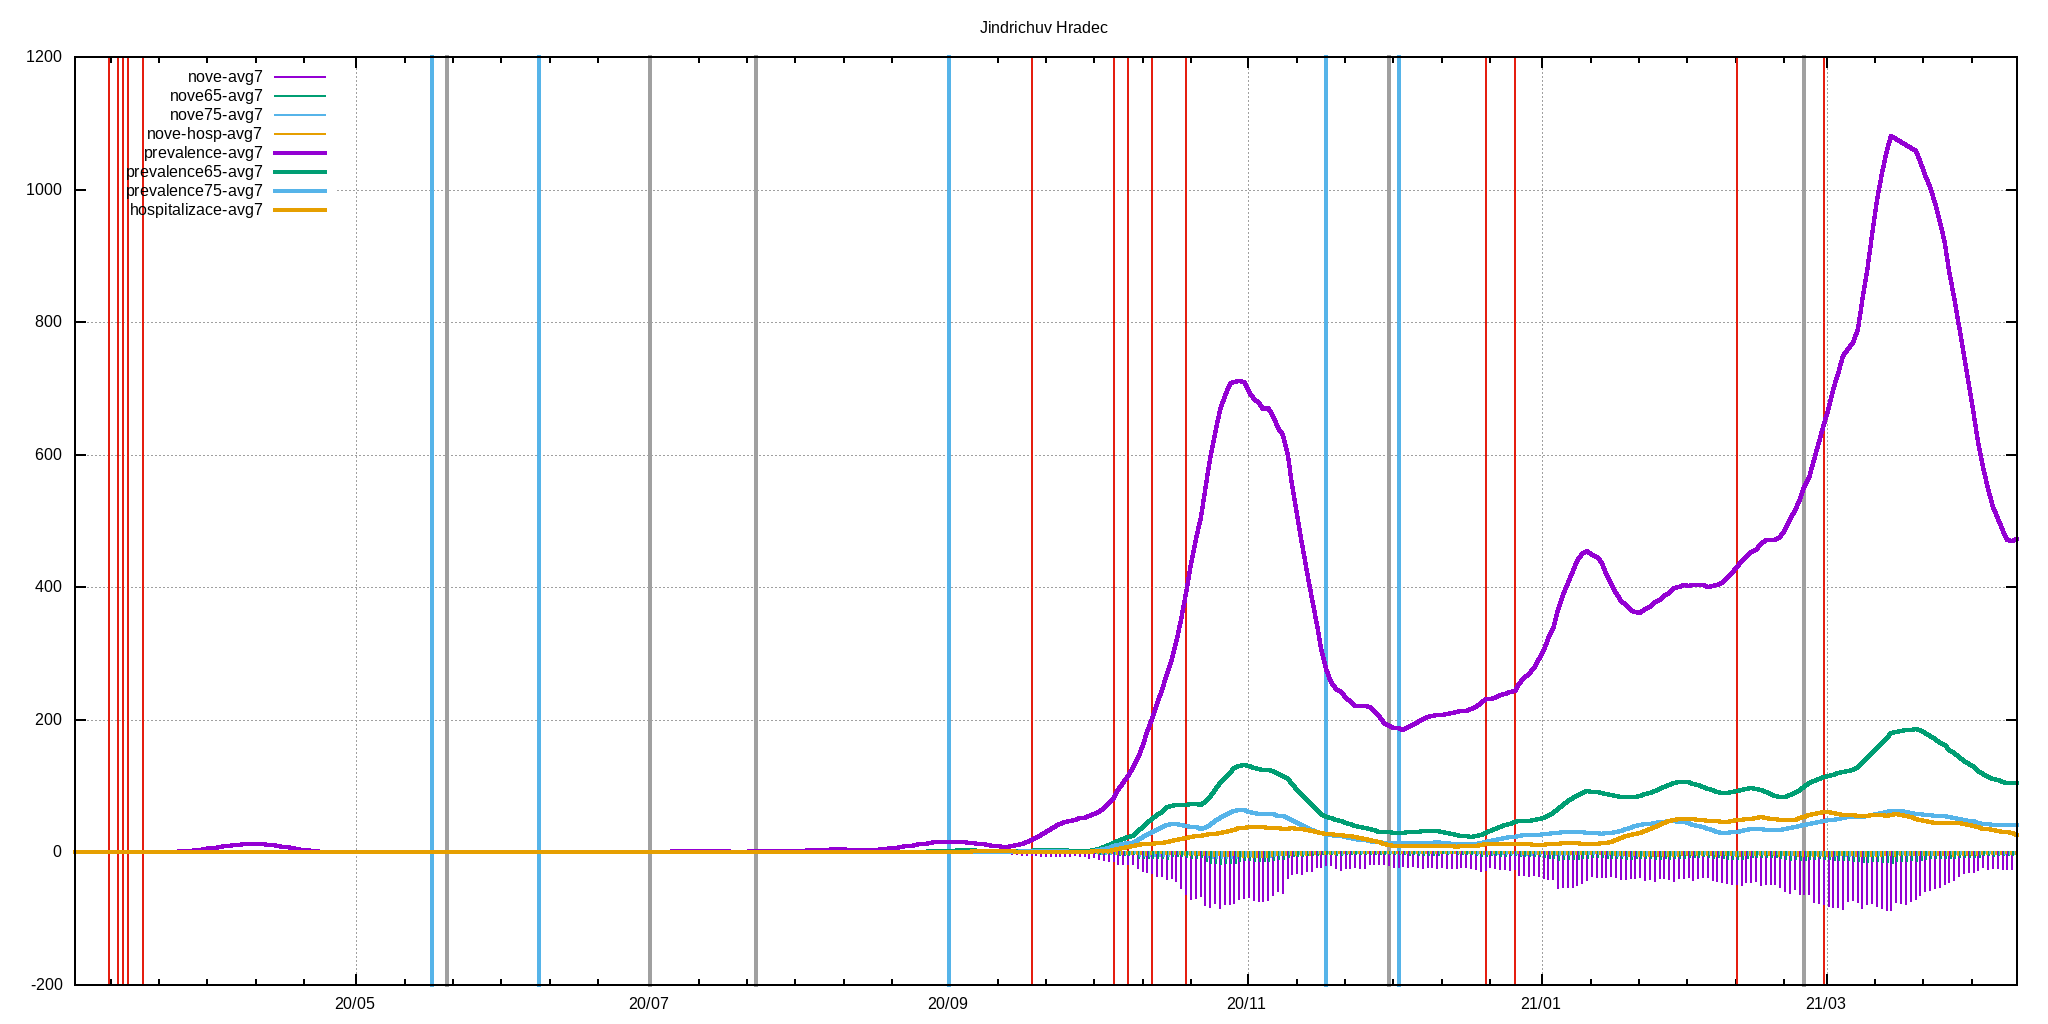 Jindrichuv Hradec
1200
1000
800
600
400
200
0
-200
nove-avg7
nove65-avg7
nove75-avg7
nove-hosp-avg7
prevalence-avg7
prevalence65-avg7
prevalence75-avg7
hospitalizace-avg7
20/05
20/07
20/09
20/11
21/01
21/03